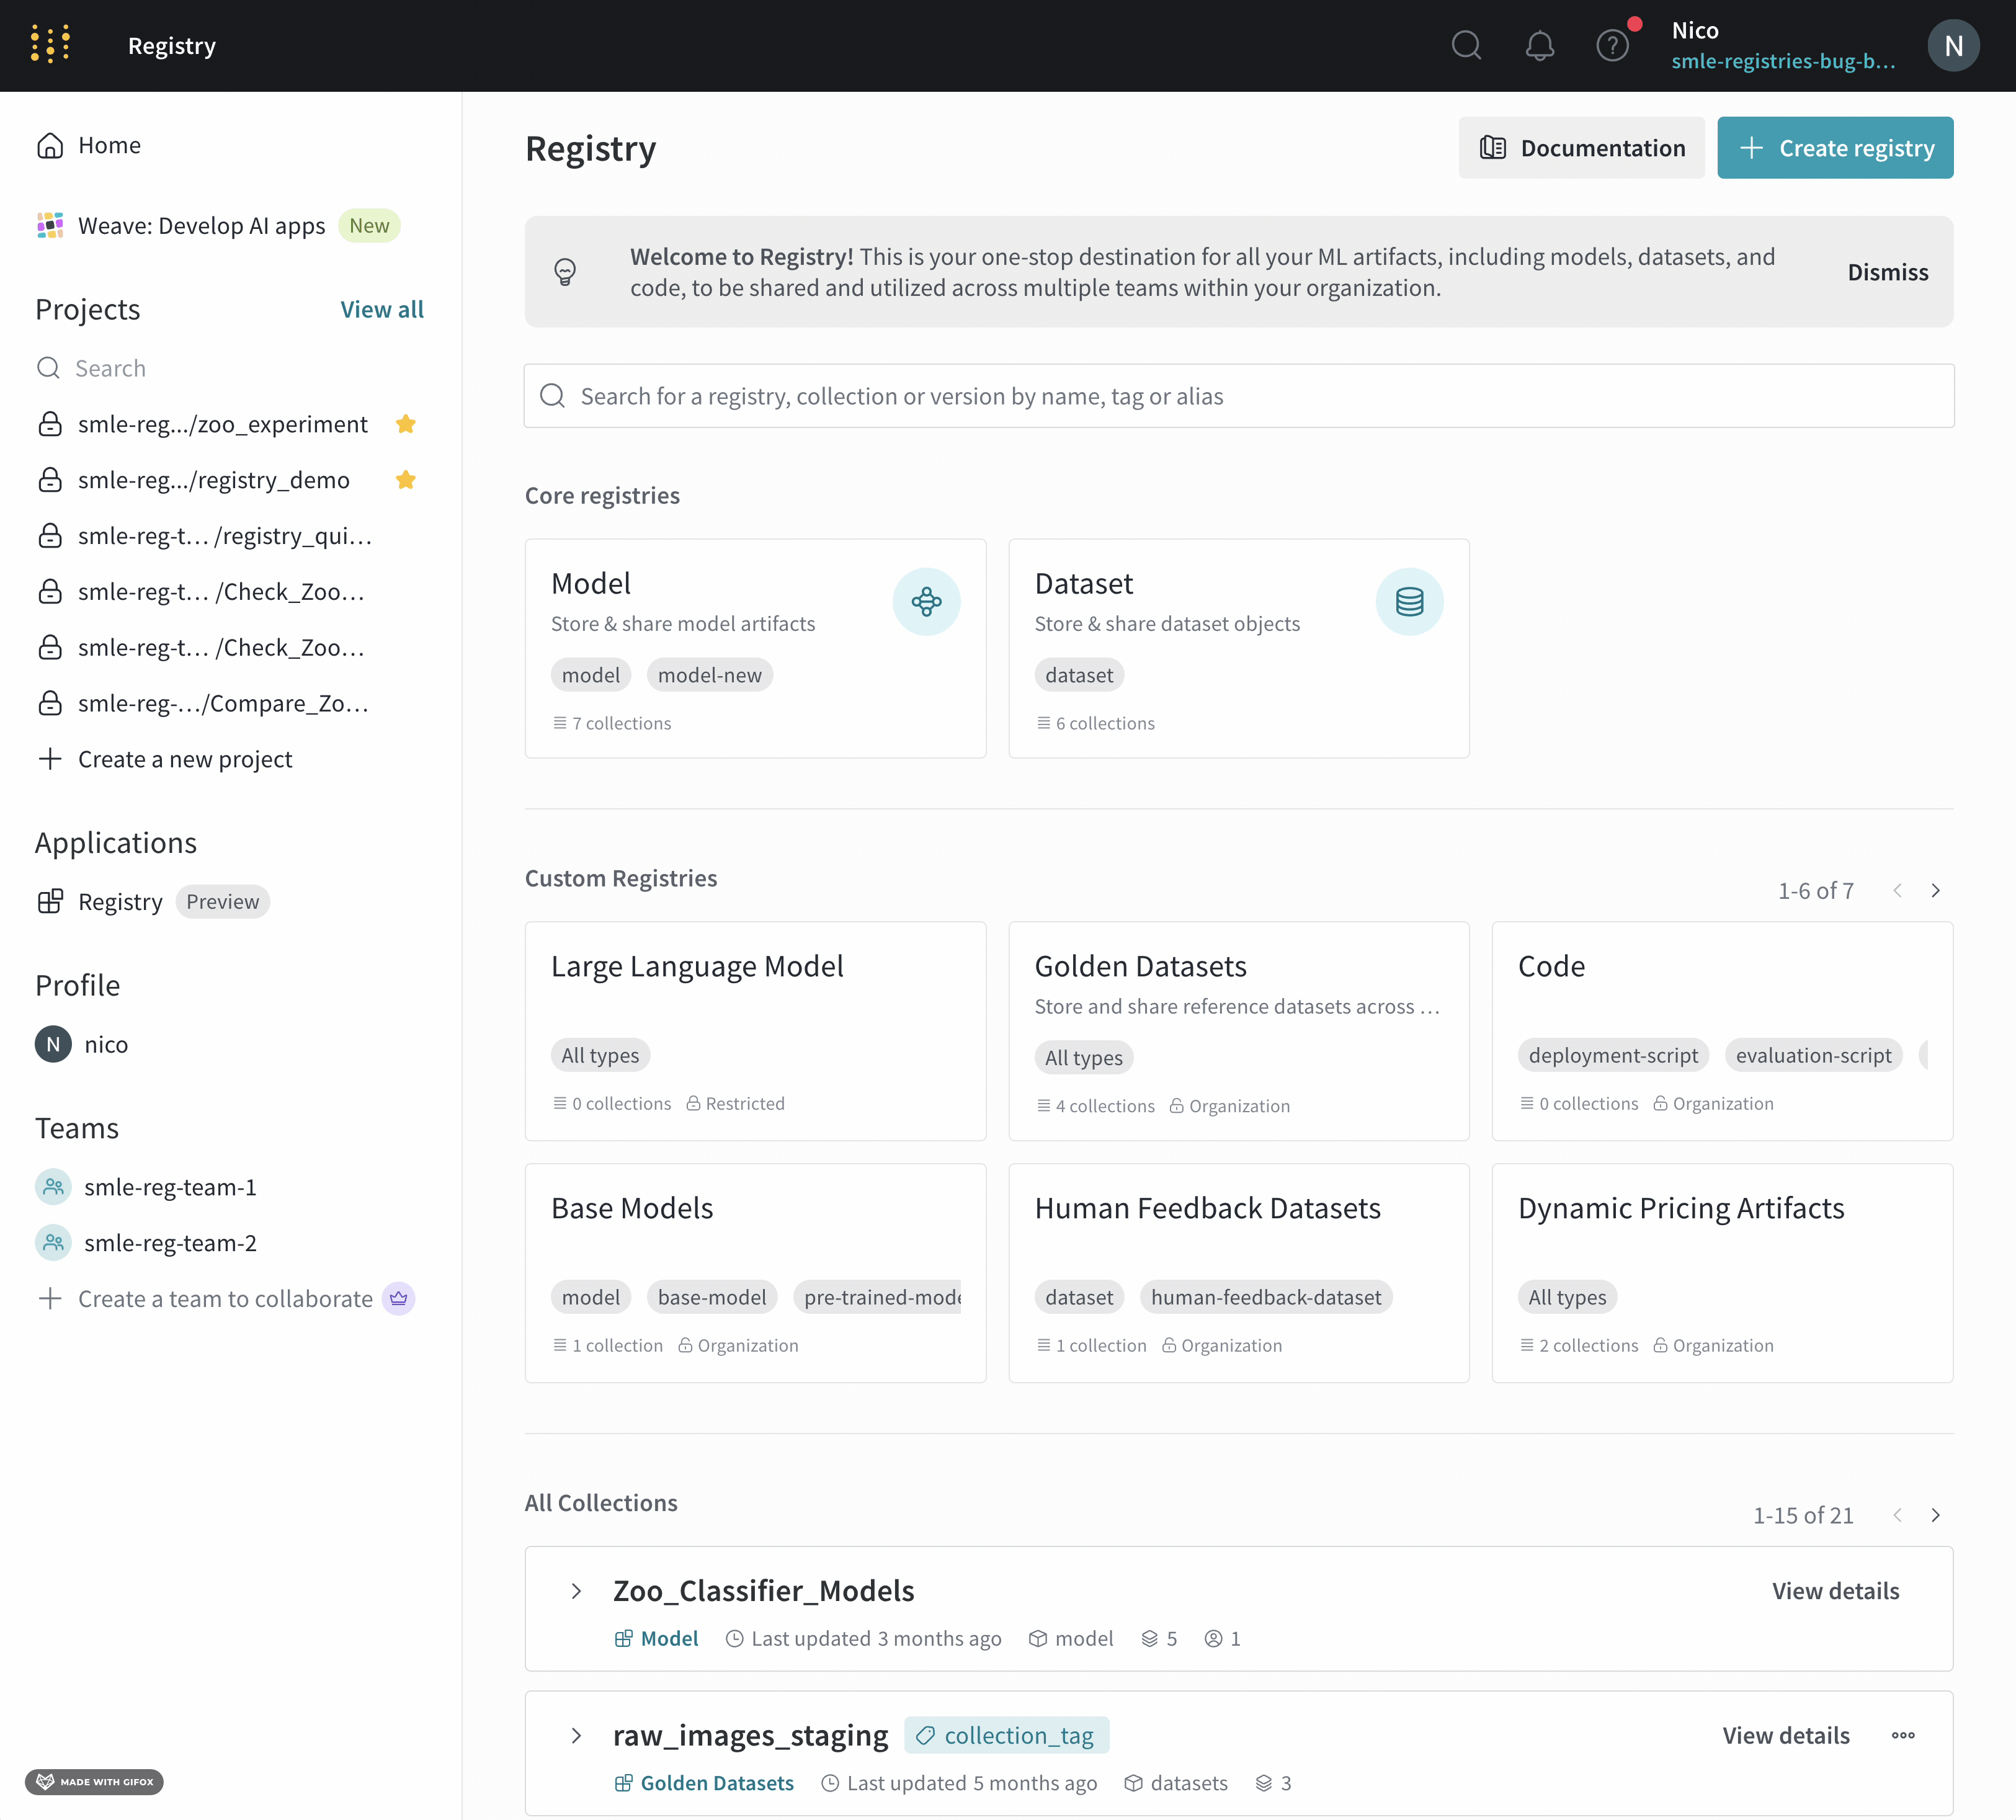 Registry
Nico
smle-registries-bug-b...
N
Home
Weave: Develop AI apps New
Projects View all
Search
smle-reg.../zoo_experiment
smle-reg.../registry_demo
smle-reg-t... /registry_qui...
smle-reg-t... /Check_Zoo...
smle-reg-t... /Check_Zoo...
smle-reg-.../Compare_Zo...
Create a new project
Applications
Registry Preview
Profile
N nico
Teams
smle-reg-team-1
smle-reg-team-2
Create a team to collaborate
MADE WITH GIFOX
Registry
Documentation
Create registry
Welcome to Registry! This is your one-stop destination for all your ML artifacts, including models, datasets, and
code, to be shared and utilized across multiple teams within your organization.
Dismiss
Search for a registry, collection or version by name, tag or alias
Core registries
Model
Store & share model artifacts
model model-new
7 collections
Dataset
Store & share dataset objects
dataset
6 collections
Custom Registries
1-6 of 7
Large Language Model
All types
0 collections Restricted
Golden Datasets
Store and share reference datasets across ...
All types
4 collections Organization
Code
deployment-script evaluation-script
0 collections Organization
Base Models
model base-model pre-trained-mode
1 collection Organization
Human Feedback Datasets
dataset human-feedback-dataset
1 collection Organization
Dynamic Pricing Artifacts
All types
2 collections Organization
All Collections
1-15 of 21
Zoo_Classifier_Models
View details
Model Last updated 3 months ago model 5 1
raw_images_staging collection_tag
View details
Golden Datasets Last updated 5 months ago datasets 3